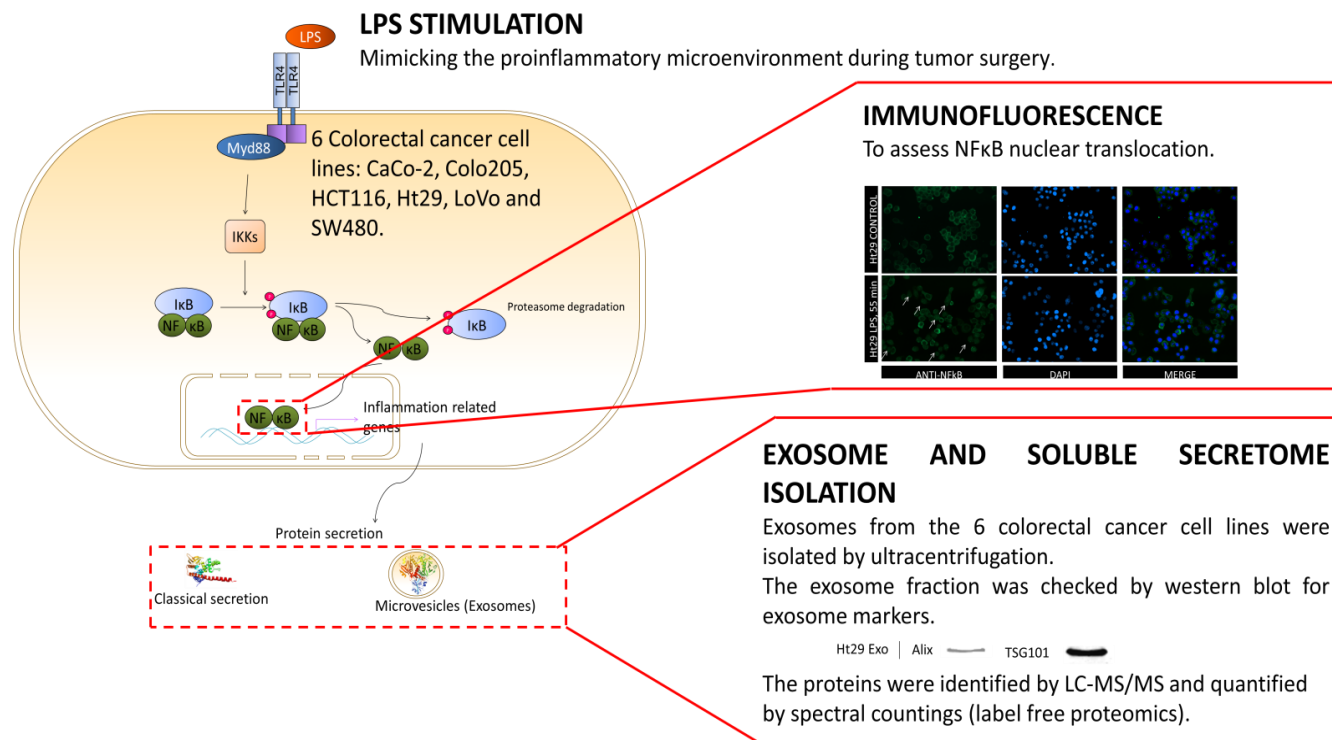 LPS STIMULATION
Mimicking the proinflammatory microenvironment during tumor surgery.
LPS
TLR4
TLR4
Myd88
6 Colorectal cancer cell
lines: CaCo-2, Colo205,
HCT116, Ht29, LoVo and
SW480.
IKKs
IκB
NF κB
IκB
NF κB
Proteasome degradation
IκB
NF κB
NF κB
Inflammation related
genes
Protein secretion
Classical secretion
Microvesicles (Exosomes)
IMMUNOFLUORESCENCE
To assess NFκB nuclear translocation.
Ht29 CONTROL
Ht29 LPS, 55 min
ANTI-NFkB
DAPI
MERGE
EXOSOME AND SOLUBLE SECRETOME
ISOLATION
Exosomes from the 6 colorectal cancer cell lines were
isolated by ultracentrifugation.
The exosome fraction was checked by western blot for
exosome markers.
Ht29 Exo | Alix TSG101
The proteins were identified by LC-MS/MS and quantified
by spectral countings (label free proteomics).